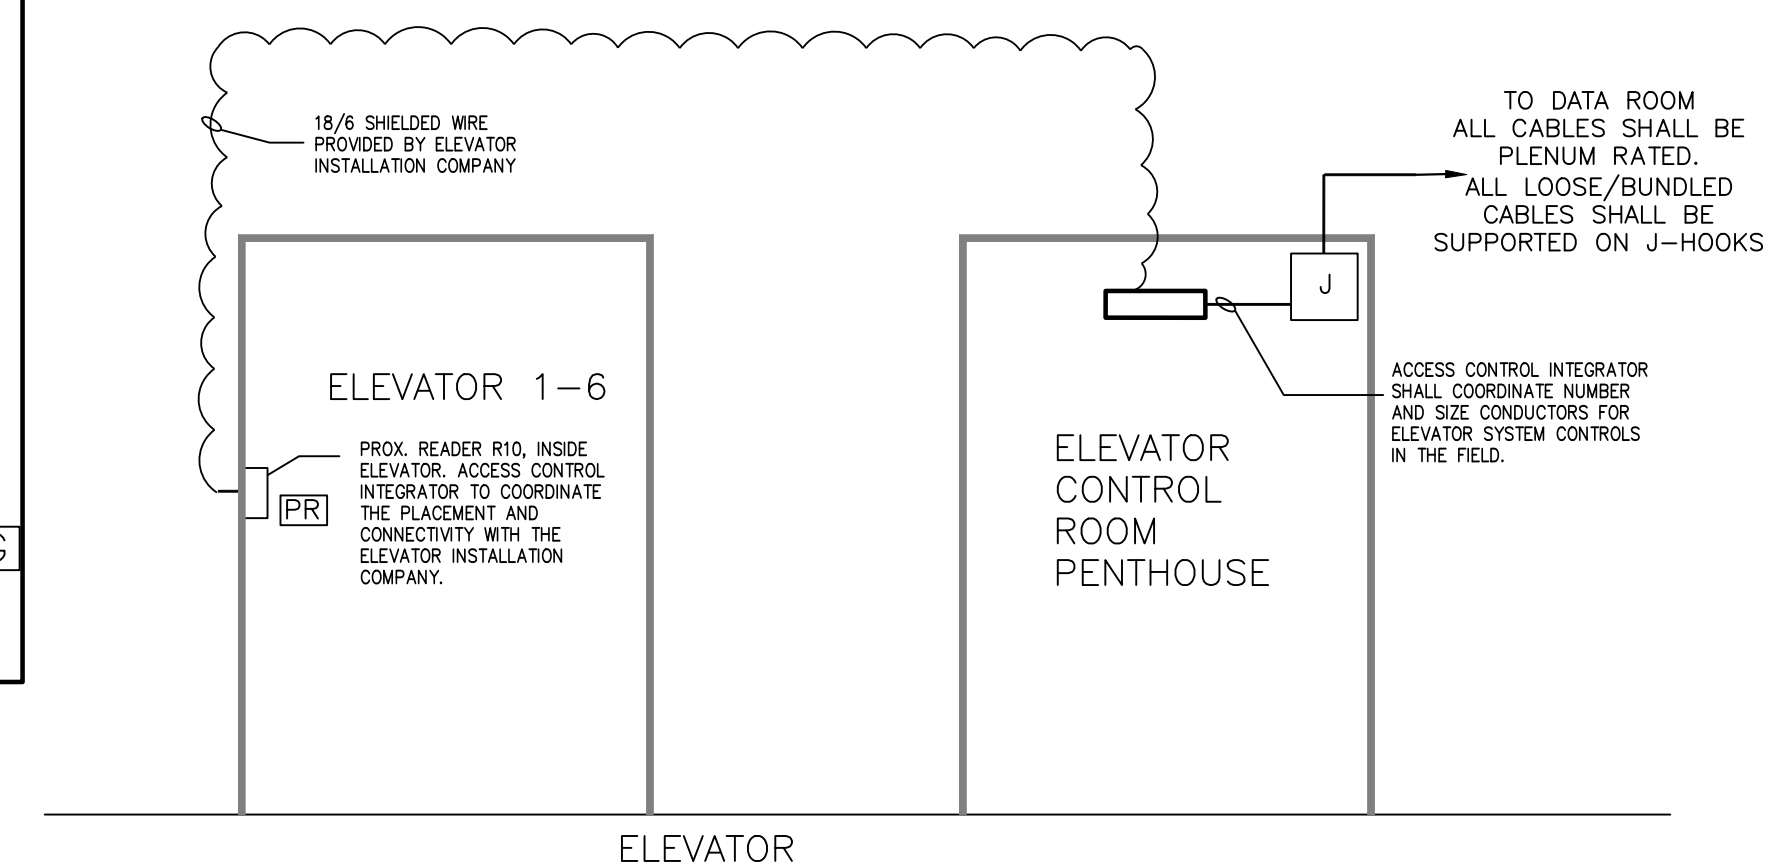 18/6 SHIELDED WIRE
PROVIDED BY ELEVATOR
INSTALLATION COMPANY
TO DATA ROOM
ALL CABLES SHALL BE
PLENUM RATED.
ALL LOOSE/BUNDLED
CABLES SHALL BE
SUPPORTED ON J-HOOKS
J
ELEVATOR 1-6
PROX. READER R10, INSIDE
ELEVATOR. ACCESS CONTROL
INTEGRATOR TO COORDINATE
THE PLACEMENT AND
CONNECTIVITY WITH THE
ELEVATOR INSTALLATION
COMPANY.
PR
ELEVATOR
CONTROL
ROOM
PENTHOUSE
ACCESS CONTROL INTEGRATOR
SHALL COORDINATE NUMBER
AND SIZE CONDUCTORS FOR
ELEVATOR SYSTEM CONTROLS
IN THE FIELD.
ELEVATOR